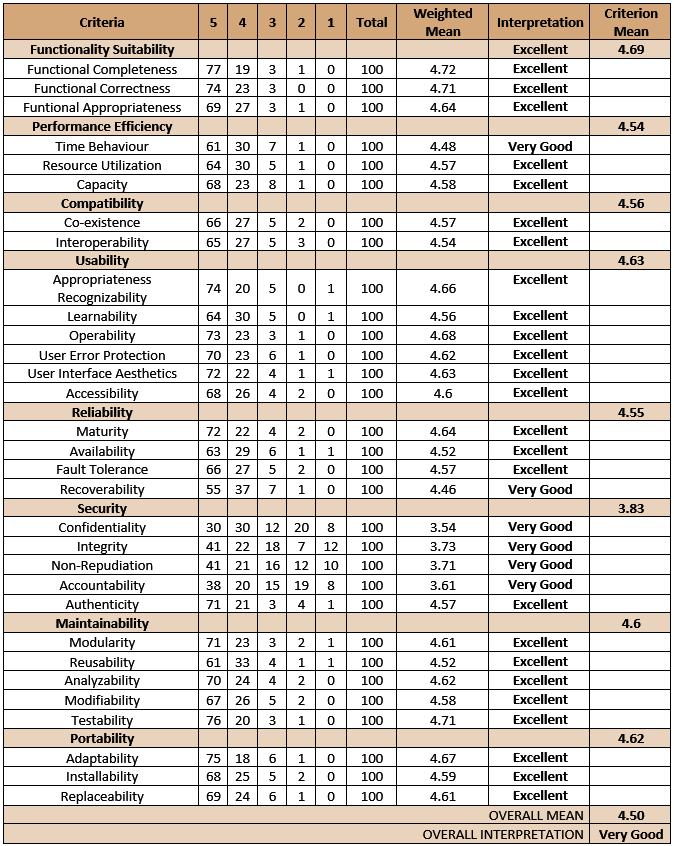 Criteria 5 4 3 2 1 Total Weighted Mean Interpretation Criterion Mean
Functionality Suitability Excellent 4.69
Functional Completeness 77 19 3 1 0 100 4.72 Excellent
Functional Correctness 74 23 3 0 0 100 4.71 Excellent
Funtional Appropriateness 69 27 3 1 0 100 4.64 Excellent
Performance Efficiency 4.54
Time Behaviour 61 30 7 1 0 100 4.48 Very Good
Resource Utilization 64 30 5 1 0 100 4.57 Excellent
Capacity 68 23 8 1 0 100 4.58 Excellent
Compatibility 4.56
Co-existence 66 27 5 2 0 100 4.57 Excellent
Interoperability 65 27 5 3 0 100 4.54 Excellent
Usability 4.63
Appropriateness Recognizability 74 20 5 0 1 100 4.66 Excellent
Learnability 64 30 5 0 1 100 4.56 Excellent
Operability 73 23 3 1 0 100 4.68 Excellent
User Error Protection 70 23 6 1 0 100 4.62 Excellent
User Interface Aesthetics 72 22 4 1 1 100 4.63 Excellent
Accessibility 68 26 4 2 0 100 4.6 Excellent
Reliability 4.55
Maturity 72 22 4 2 0 100 4.64 Excellent
Availability 63 29 6 1 1 100 4.52 Excellent
Fault Tolerance 66 27 5 2 0 100 4.57 Excellent
Recoverability 55 37 7 1 0 100 4.46 Very Good
Security 3.83
Confidentiality 30 30 12 20 8 100 3.54 Very Good
Integrity 41 22 18 7 12 100 3.73 Very Good
Non-Repudiation 41 21 16 12 10 100 3.71 Very Good
Accountability 38 20 15 19 8 100 3.61 Very Good
Authenticity 71 21 3 4 1 100 4.57 Excellent
Maintainability 4.6
Modularity 71 23 3 2 1 100 4.61 Excellent
Reusability 61 33 4 1 1 100 4.52 Excellent
Analyzability 70 24 4 2 0 100 4.62 Excellent
Modifiability 67 26 5 2 0 100 4.58 Excellent
Testability 76 20 3 1 0 100 4.71 Excellent
Portability 4.62
Adaptability 75 18 6 1 0 100 4.67 Excellent
Installability 68 25 5 2 0 100 4.59 Excellent
Replaceability 69 24 6 1 0 100 4.61 Excellent
OVERALL MEAN 4.50
OVERALL INTERPRETATION Very Good